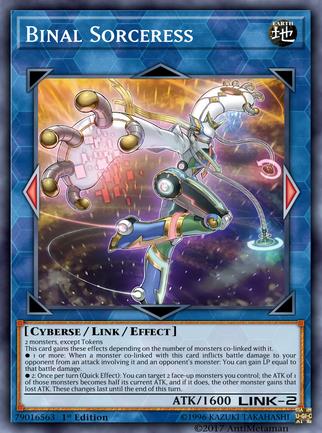 Binal Sorceress
EARTH
地
[Cyberse / Link / Effect]
2 monsters, except Tokens
This card gains these effects depending on the number of monsters co-linked with it.
● 1 or more: When a monster co-linked with this card inflicts battle damage to your
opponent from an attack involving it and an opponent's monster: You can gain LP equal to
that battle damage.
● 2: Once per turn (Quick Effect): You can target 2 face-up monsters you control; the ATK of 1
of those monsters becomes half its current ATK, and if it does, the other monster gains that
lost ATK. These changes last until the end of this turn.
ATK/1600 LINK-2
79016563 1st Edition ©1996 KAZUKI TAKAHASHI
©2017 AntiMetaman